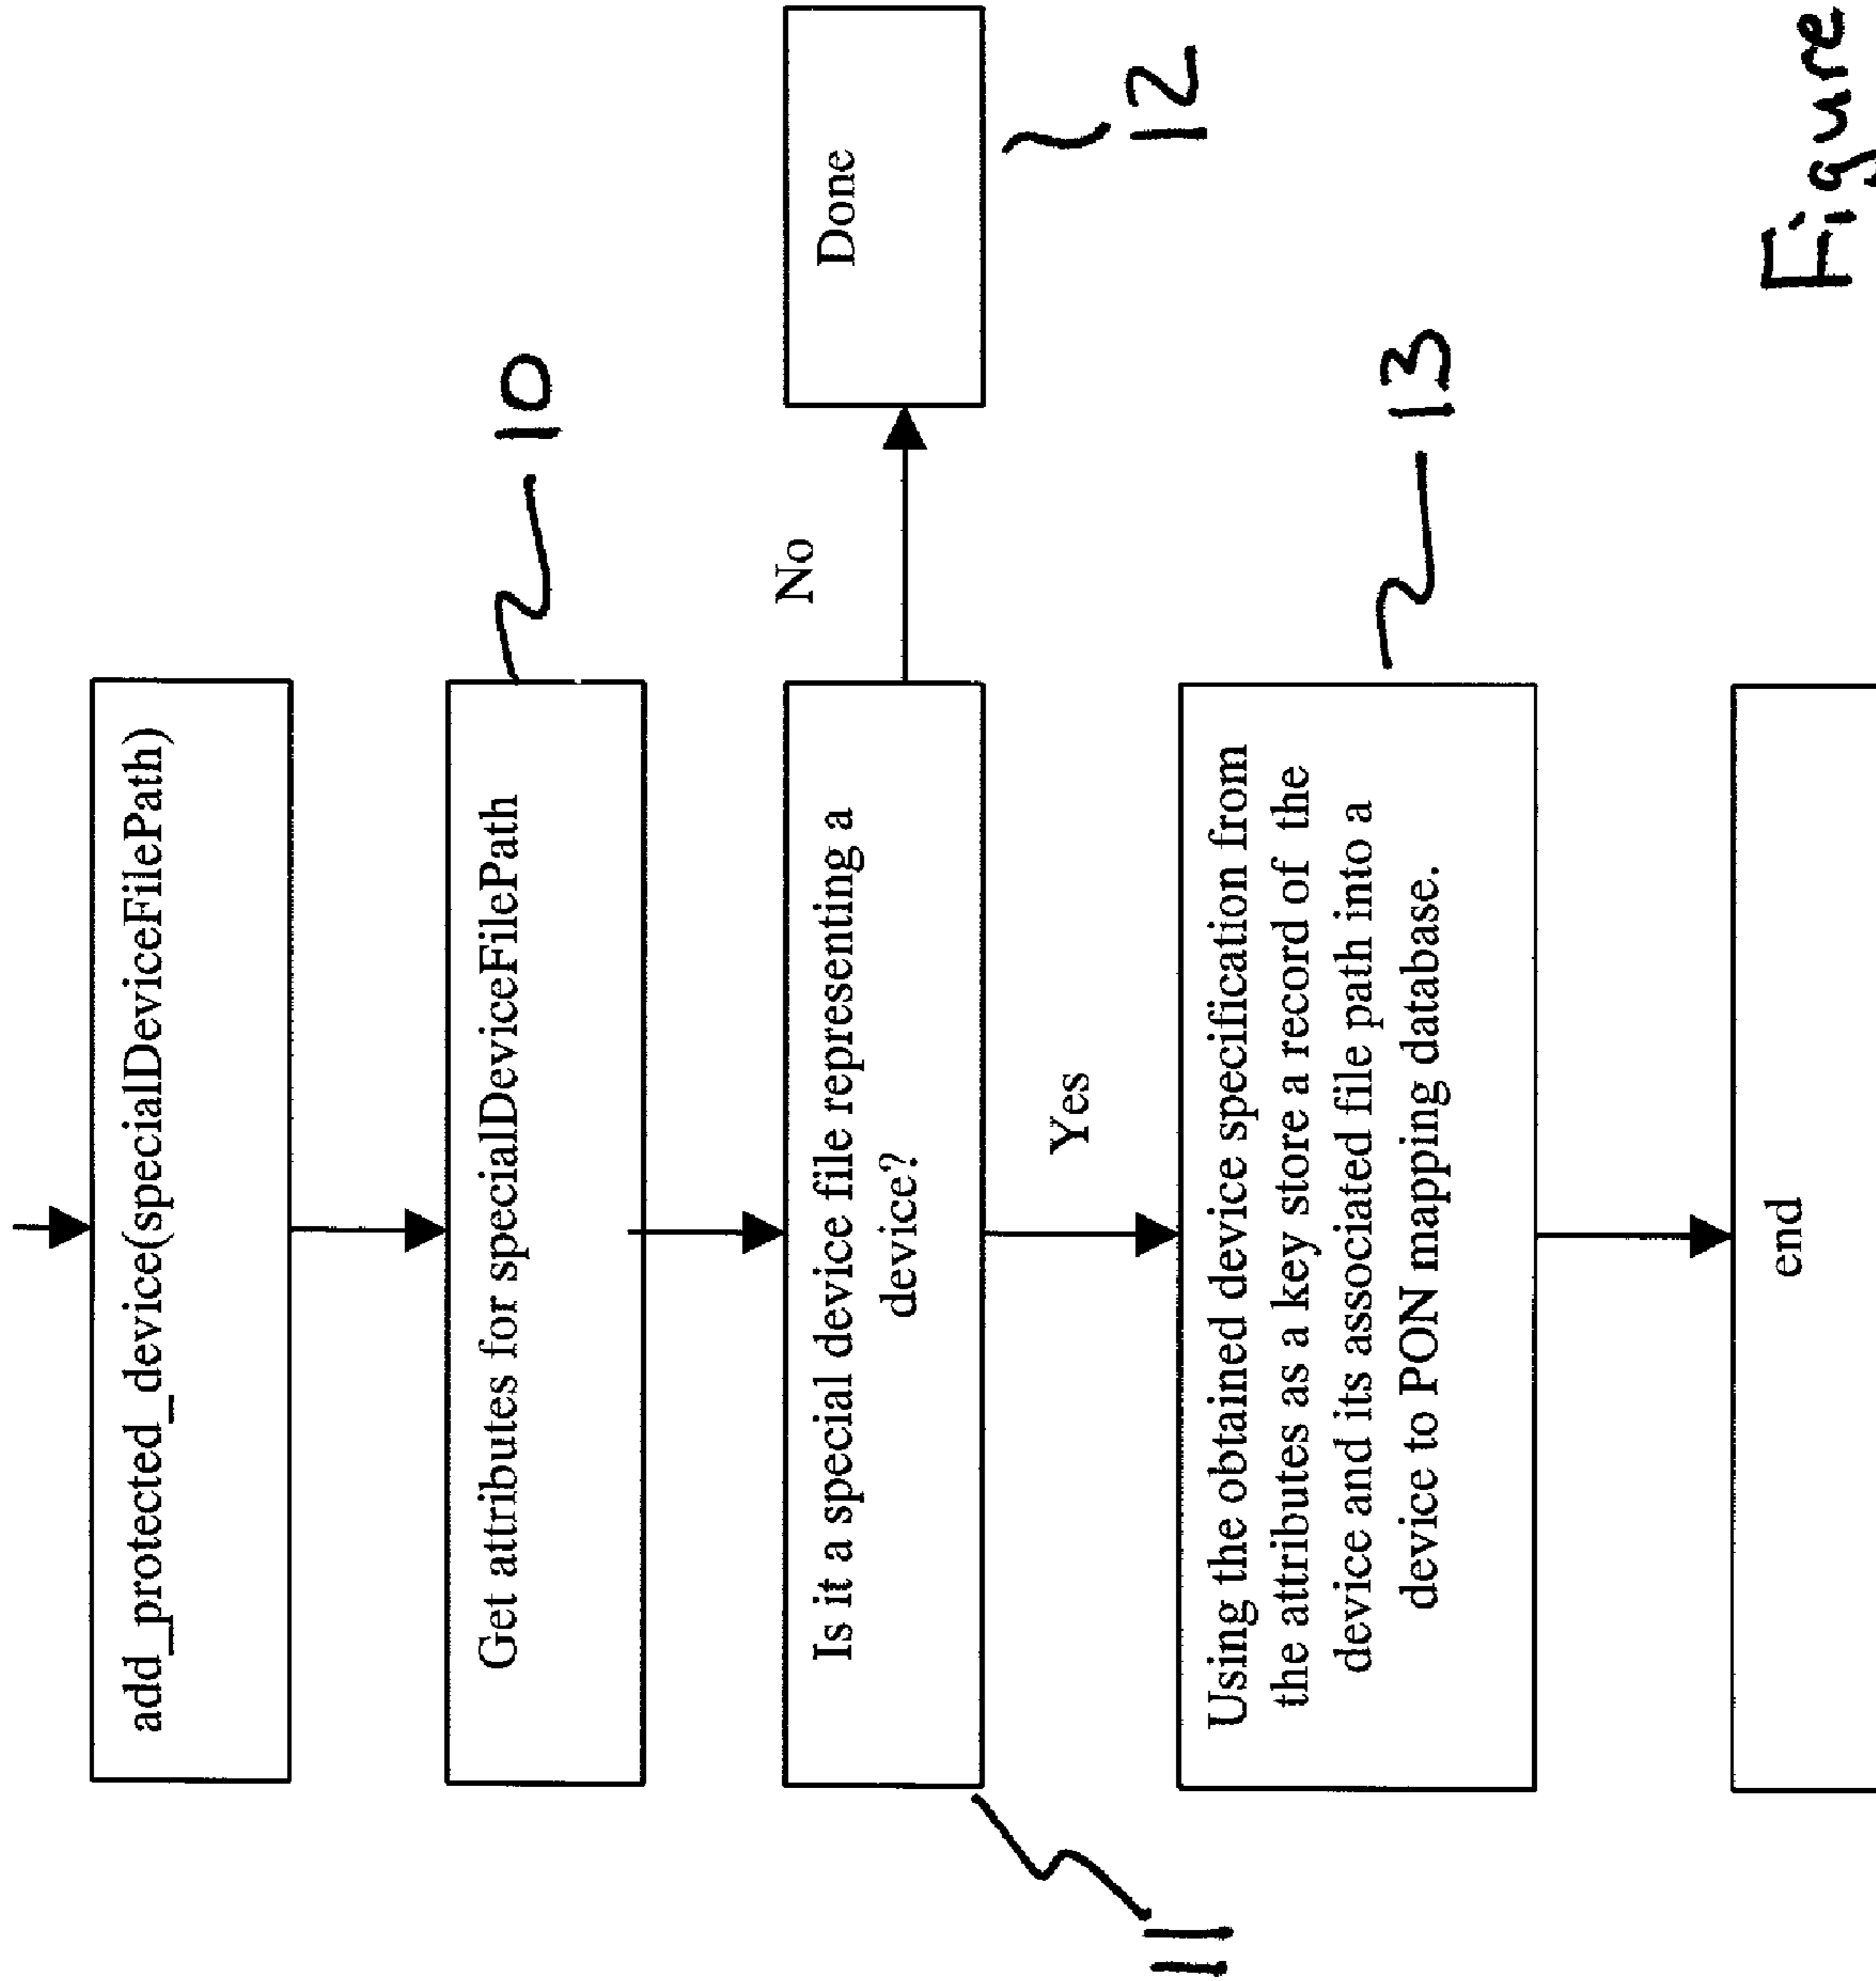 add_protected_device(specialDeviceFilePath)
Get attributes for specialDeviceFilePath
10
Is it a special device file representing a
device?
11
No
Done
12
Yes
Using the obtained device specification from
the attributes as a key store a record of the
device and its associated file path into a
device to PON mapping database.
13
end
Figure